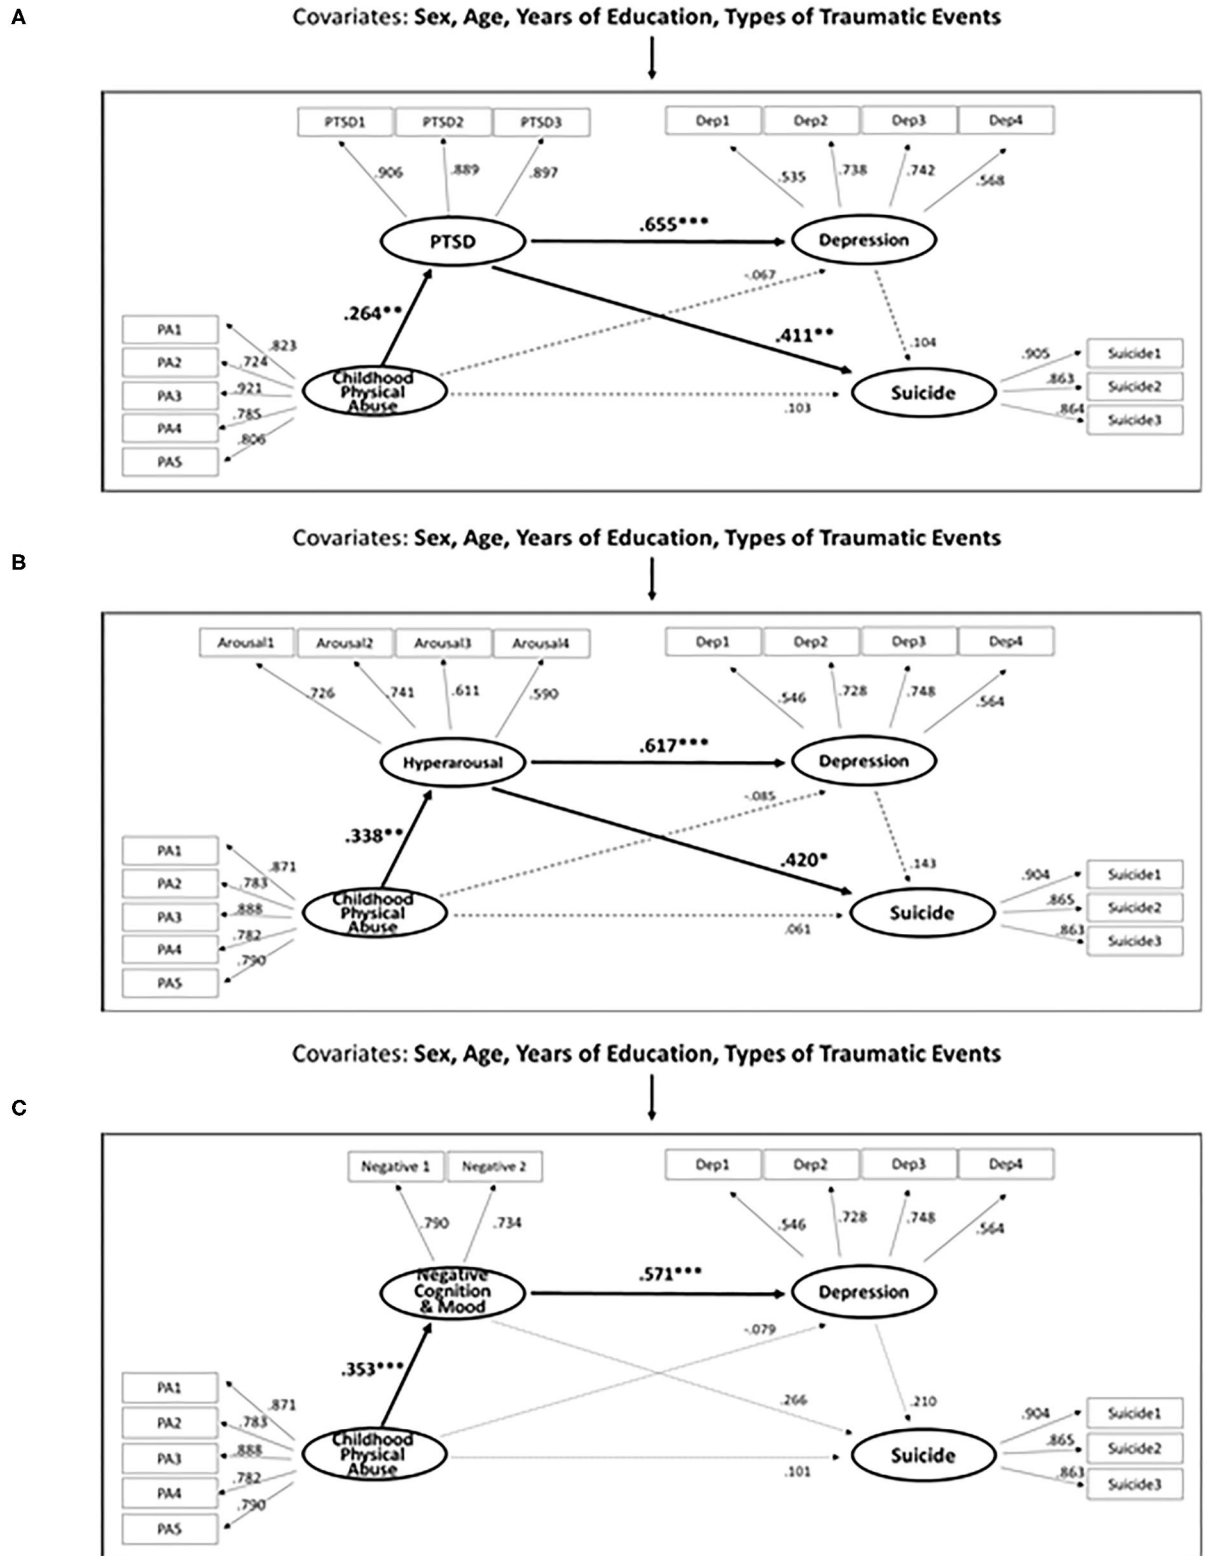 A
Covariates: Sex, Age, Years of Education, Types of Traumatic Events
PTSD1 PTSD2 PTSD3 Dep1 Dep2 Dep3 Dep4
.906 .889 .897 .535 .738 .742 .568
PTSD .655*** Depression
-.067
.264** .411** .104
PA1 .823
PA2 .724
PA3 .921
PA4 .785
PA5 .806
Childhood
Physical
Abuse
.103
Suicide
.905 Suicide1
.863 Suicide2
.864 Suicide3
B
Covariates: Sex, Age, Years of Education, Types of Traumatic Events
Arousal1 Arousal2 Arousal3 Arousal4 Dep1 Dep2 Dep3 Dep4
.726 .741 .611 .590 .546 .728 .748 .564
Hyperarousal .617*** Depression
-.085
.338** .420* .143
PA1 .871
PA2 .783
PA3 .888
PA4 .782
PA5 .790
Childhood
Physical
Abuse
.061
Suicide
.904 Suicide1
.865 Suicide2
.863 Suicide3
C
Covariates: Sex, Age, Years of Education, Types of Traumatic Events
Negative 1 Negative 2 Dep1 Dep2 Dep3 Dep4
.790 .734 .546 .728 .748 .564
Negative
Cognition
& Mood
.571*** Depression
-.079
.353*** .266 .210
PA1 .871
PA2 .783
PA3 .888
PA4 .782
PA5 .790
Childhood
Physical
Abuse
.101
Suicide
.904 Suicide1
.865 Suicide2
.863 Suicide3